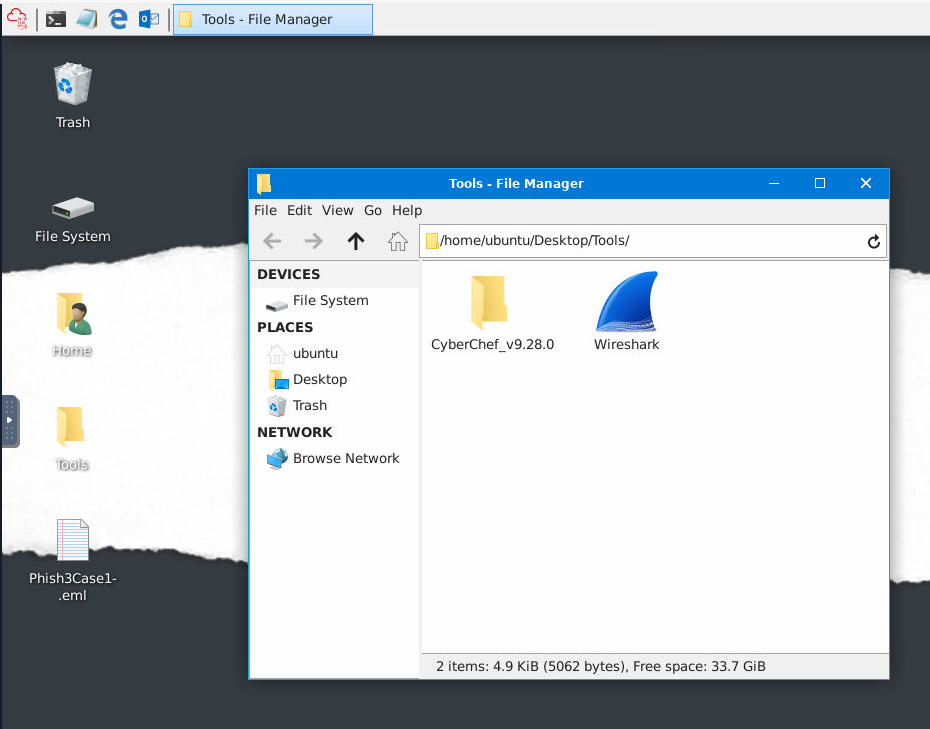 Tools - File Manager
Trash
File System
Home
Tools
Phish3Case1-
.eml
Tools - File Manager
File Edit View Go Help
/home/ubuntu/Desktop/Tools/
DEVICES
File System
PLACES
ubuntu
Desktop
Trash
NETWORK
Browse Network
CyberChef_v9.28.0
Wireshark
2 items: 4.9 KiB (5062 bytes), Free space: 33.7 GiB